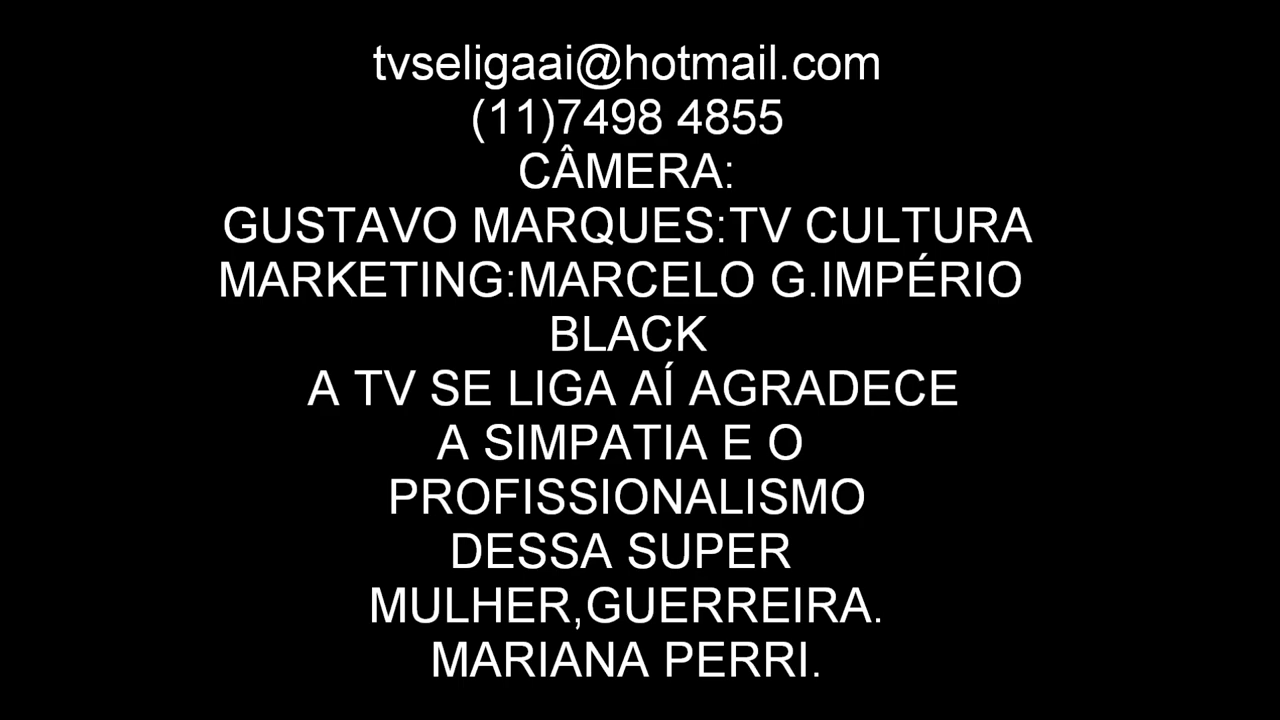 tvseligaai@hotmail.com
(11)7498 4855
CÂMERA:
GUSTAVO MARQUES:TV CULTURA
MARKETING:MARCELO G.IMPÉRIO
BLACK
A TV SE LIGA AÍ AGRADECE
A SIMPATIA E O
PROFISSIONALISMO
DESSA SUPER
MULHER,GUERREIRA.
MARIANA PERRI.